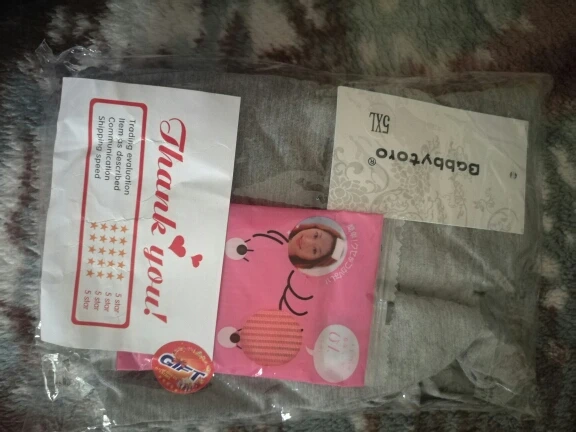 Thank you!
Trading evaluation
Item as described
Communication
Shipping speed
5 star
5 star
5 star
5 star
Babbytoro®
5XL
GIFT